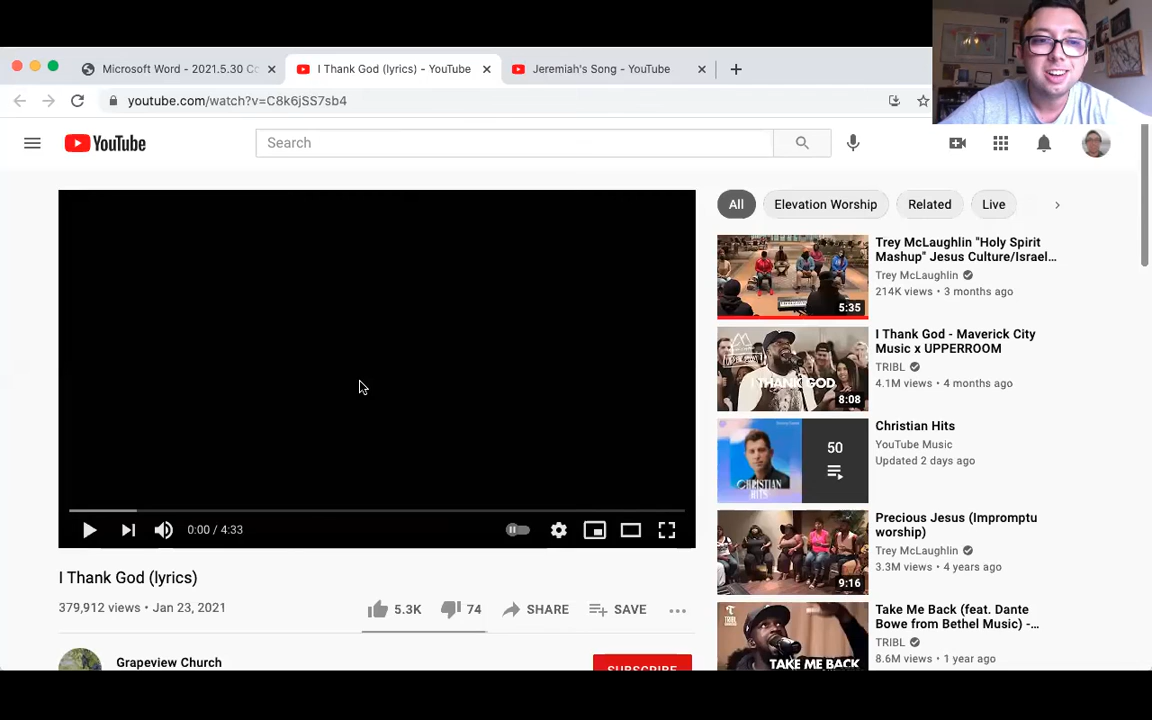 Microsoft Word - 2021.5.30 Co
I Thank God (lyrics) - YouTube
Jeremiah's Song - YouTube
youtube.com/watch?v=C8k6jSS7sb4
YouTube
Search
All
Elevation Worship
Related
Live
Trey McLaughlin "Holy Spirit
Mashup" Jesus Culture/Israel...
Trey McLaughlin
214K views • 3 months ago
5:35
I Thank God - Maverick City
Music x UPPERROOM
TRIBL
4.1M views • 4 months ago
I THANK GOD
8:08
Christian Hits
YouTube Music
Updated 2 days ago
50
CHRISTIAN
HITS
Precious Jesus (Impromptu
worship)
Trey McLaughlin
3.3M views • 4 years ago
9:16
Take Me Back (feat. Dante
Bowe from Bethel Music) -...
TRIBL
8.6M views • 1 year ago
TAKE ME BACK
0:00 / 4:33
I Thank God (lyrics)
379,912 views • Jan 23, 2021
5.3K
74
SHARE
SAVE
Grapeview Church
SUBSCRIBE